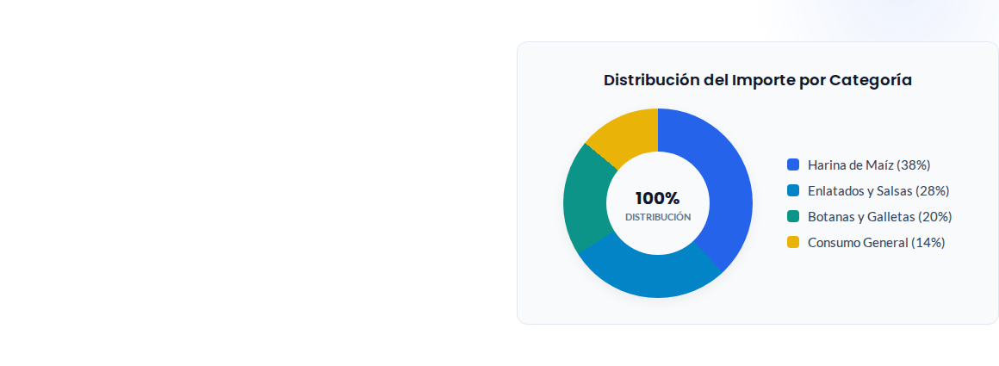 Distribución del Importe por Categoría
100%
DISTRIBUCIÓN
Harina de Maíz (38%)
Enlatados y Salsas (28%)
Botanas y Galletas (20%)
Consumo General (14%)